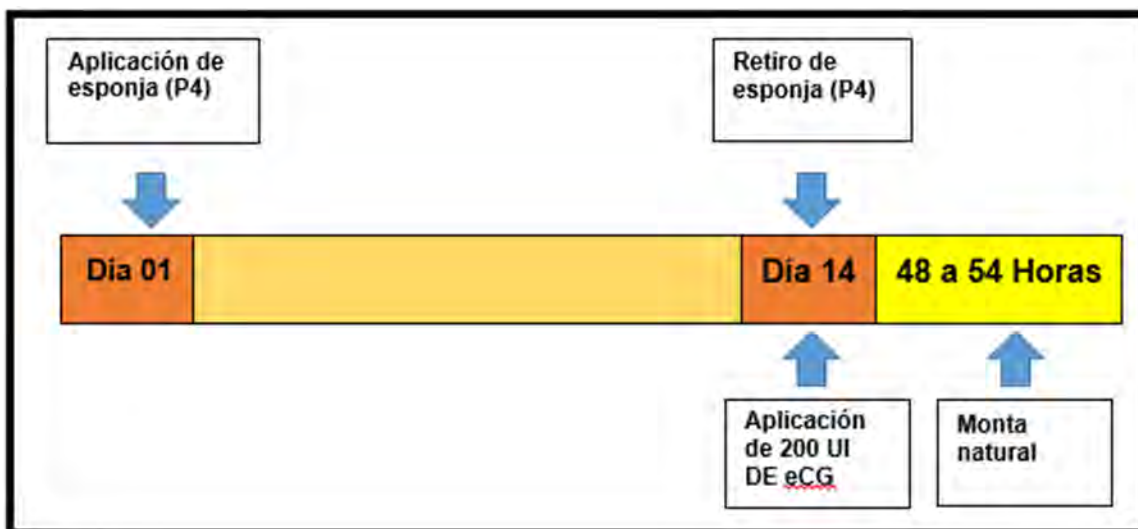 Aplicación de
esponja (P4)
Retiro de
esponja (P4)
Día 01
Día 14
48 a 54 Horas
Aplicación
de 200 UI
DE eCG
Monta
natural